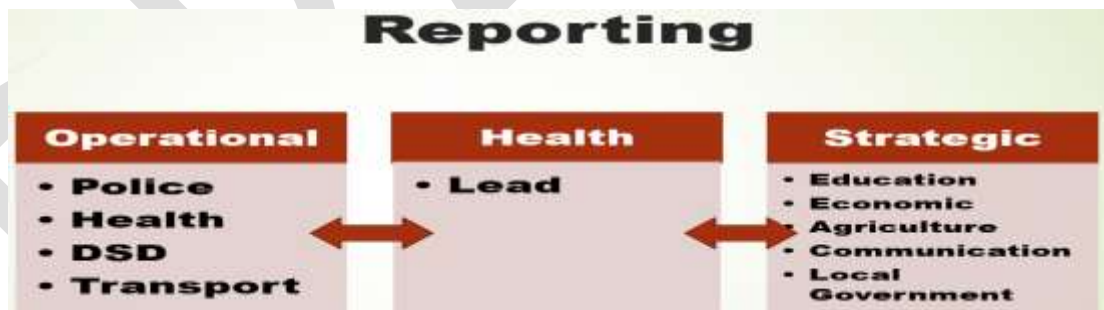 Reporting
Operational
• Police
• Health
• DSD
• Transport
Health
• Lead
Strategic
• Education
• Economic
• Agriculture
• Communication
• Local
Government